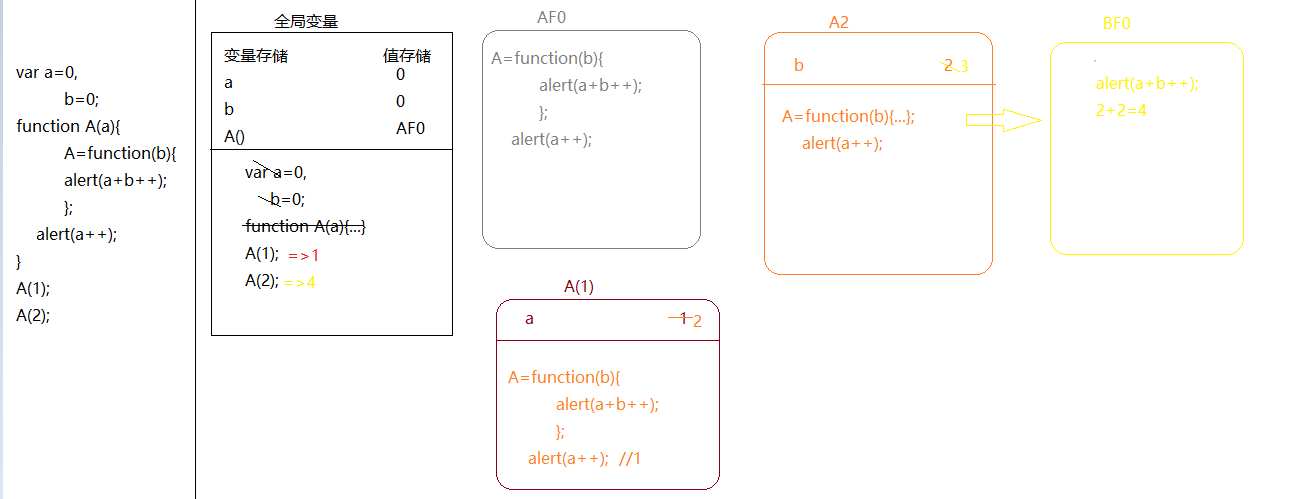 var a=0,
b=0;
function A(a){
A=function(b){
alert(a+b++);
};
alert(a++);
}
A(1);
A(2);
全局变量
变量存储 值存储
a 0
b 0
A() AF0
var a=0,
b=0;
function A(a){...}
A(1); =>1
A(2); =>4
AF0
A=function(b){
alert(a+b++);
};
alert(a++);
A(1)
a 1 2
A=function(b){
alert(a+b++);
};
alert(a++); //1
A2
b 2 3
A=function(b){...};
alert(a++);
BF0
alert(a+b++);
2+2=4